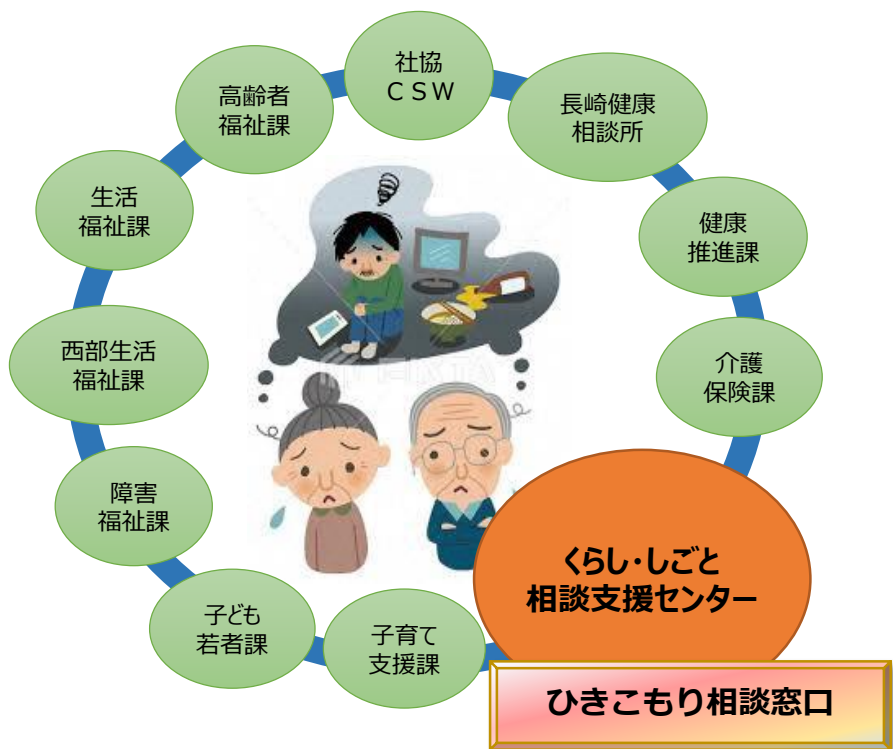 社協
ＣＳＷ
長崎健康
相談所
健康
推進課
介護
保険課
くらし・しごと
相談支援センター
ひきこもり相談窓口
子育て
支援課
子ども
若者課
障害
福祉課
西部生活
福祉課
生活
福祉課
高齢者
福祉課